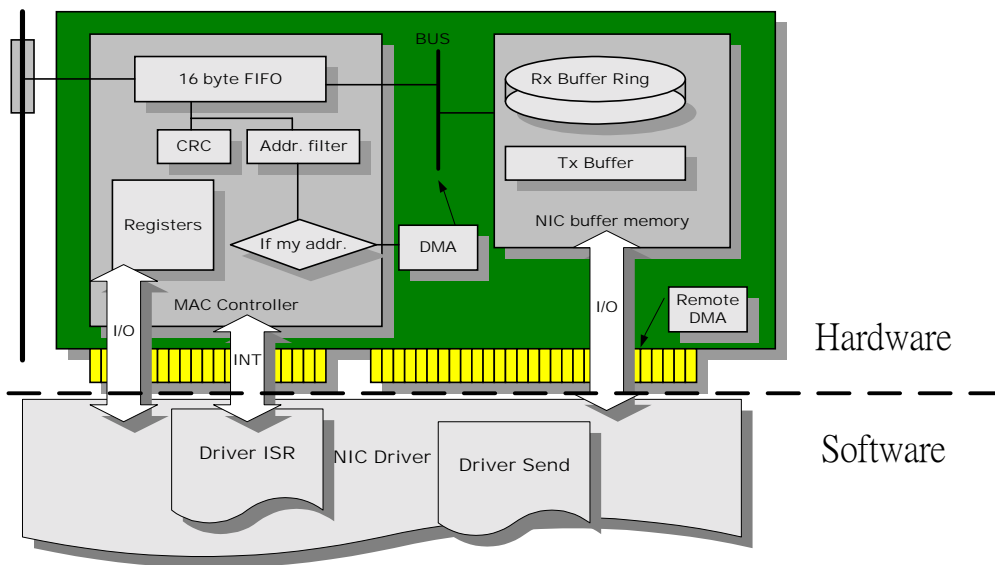 BUS
16 byte FIFO
Rx Buffer Ring
CRC
Addr. filter
Tx Buffer
Registers
NIC buffer memory
If my addr.
DMA
MAC Controller
I/O
Remote
DMA
I/O
INT
Hardware
Driver ISR
NIC Driver
Driver Send
Software